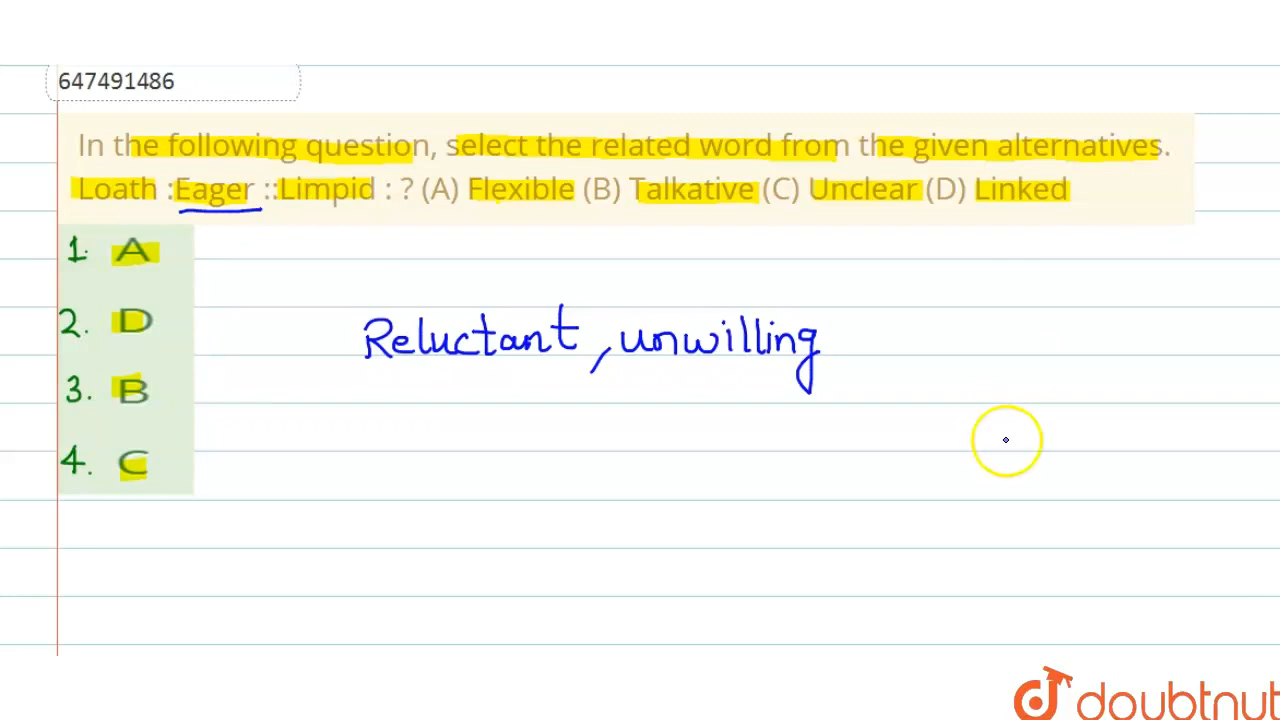 647491486
In the following question, select the related word from the given alternatives.
Loath :Eager ::Limpid : ? (A) Flexible (B) Talkative (C) Unclear (D) Linked
1. A
2. D
Reluctant, unwilling
3. B
4. C
doubtnut